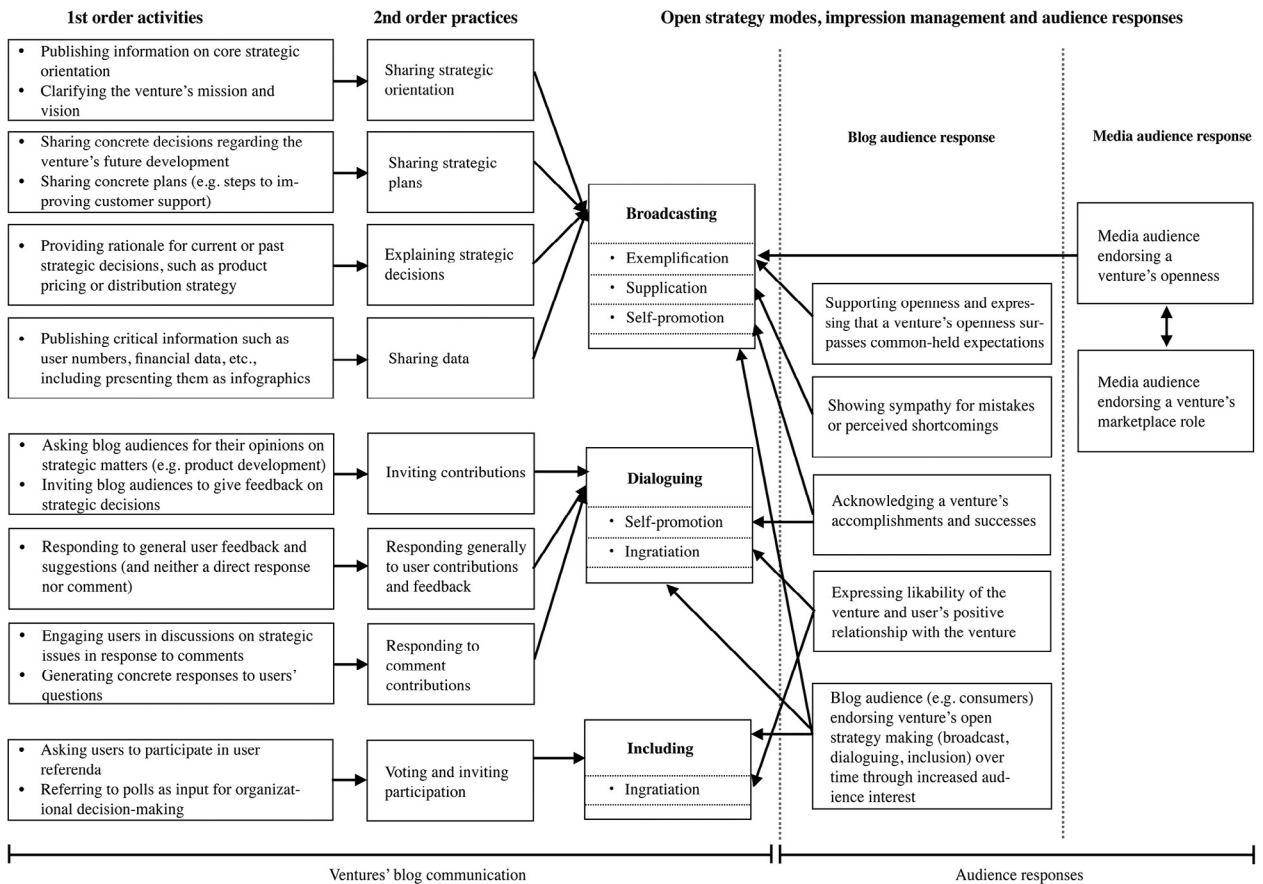 1st order activities
2nd order practices
Open strategy modes, impression management and audience responses
• Publishing information on core strategic
orientation
• Clarifying the venture's mission and
vision
Sharing strategic
orientation
• Sharing concrete decisions regarding the
venture's future development
• Sharing concrete plans (e.g. steps to im-
proving customer support)
Sharing strategic
plans
• Providing rationale for current or past
strategic decisions, such as product
pricing or distribution strategy
Explaining strategic
decisions
• Publishing critical information such as
user numbers, financial data, etc.,
including presenting them as infographics
Sharing data
• Asking blog audiences for their opinions on
strategic matters (e.g. product development)
• Inviting blog audiences to give feedback on
strategic decisions
Inviting contributions
• Responding to general user feedback and
suggestions (and neither a direct response
nor comment)
Responding generally
to user contributions
and feedback
• Engaging users in discussions on strategic
issues in response to comments
• Generating concrete responses to users'
questions
Responding to
comment
contributions
• Asking users to participate in user
referenda
• Referring to polls as input for organizat-
ional decision-making
Voting and inviting
participation
Broadcasting
• Exemplification
• Supplication
• Self-promotion
Dialoguing
• Self-promotion
• Ingratiation
Including
• Ingratiation
Blog audience response
Supporting openness and expres-
sing that a venture's openness sur-
passes common-held expectations
Showing sympathy for mistakes
or perceived shortcomings
Acknowledging a venture's
accomplishments and successes
Expressing likability of the
venture and user's positive
relationship with the venture
Blog audience (e.g. consumers)
endorsing venture's open
strategy making (broadcast,
dialoguing, inclusion) over
time through increased aud-
ience interest
Media audience response
Media audience
endorsing a
venture's openness
Media audience
endorsing a venture's
marketplace role
Ventures' blog communication
Audience responses